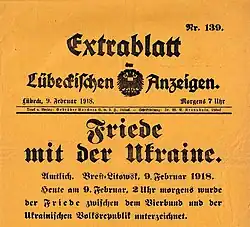 Nr. 139.
Extrablatt
der
Lübeckischen Anzeigen.
Lübeck, 9. Februar 1918. Morgens 7 Uhr
Friede
mit der Ukraine.
Amtlich. Brest-Litowsk, 9. Februar 1918.
Heute am 9. Februar, 2 Uhr morgens wurde
der Friede zwischen dem Vierbund und der
Ukrainischen Volksrepublik unterzeichnet.